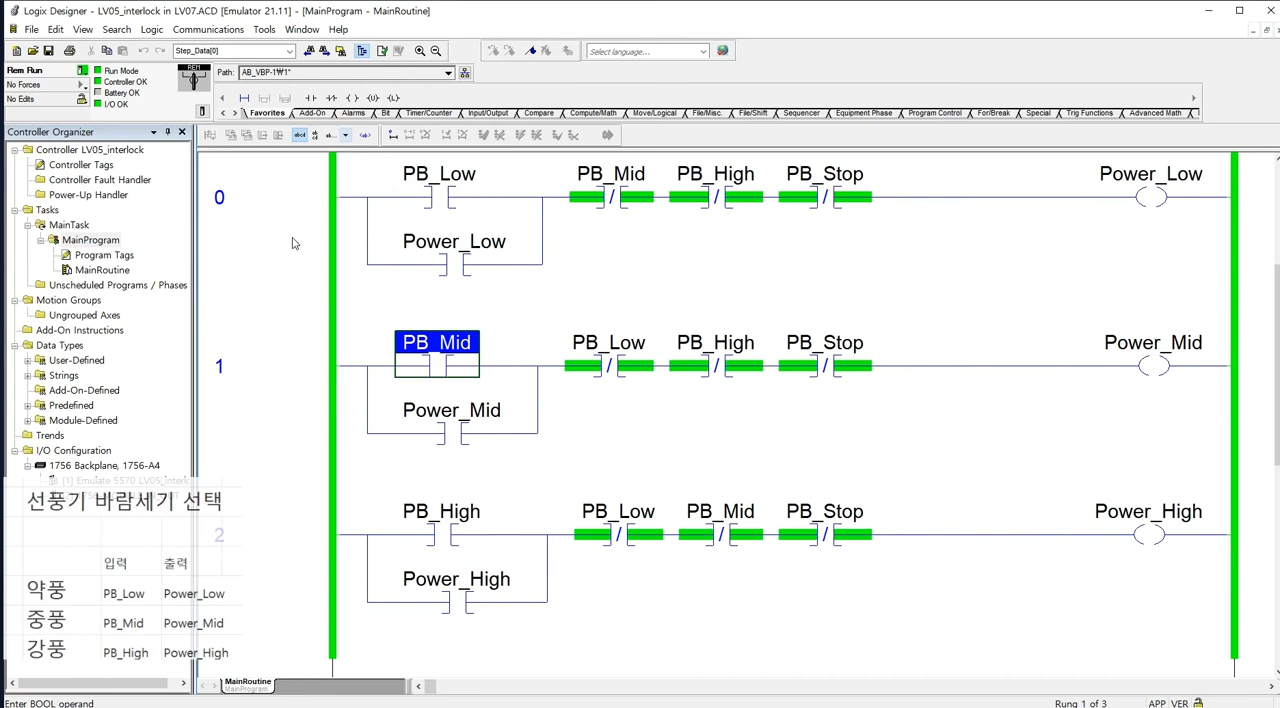 Logix Designer - LV05_interlock in LV07.ACD [Emulator 21.11] - [MainProgram - MainRoutine]
File Edit View Search Logic Communications Tools Window Help
Step_Data[0]
Select language...
Rem Run
No Forces
No Edits
Run Mode
Controller OK
Battery OK
I/O OK
REM
Path: AB_VBP-1₩1*
Favorites Add-On Alarms Bit Timer/Counter Input/Output Compare Compute/Math Move/Logical File/Misc. File/Shift Sequencer Equipment Phase Program Control For/Break Special Trig Functions Advanced Math
Controller Organizer
Controller LV05_interlock
Controller Tags
Controller Fault Handler
Power-Up Handler
Tasks
MainTask
MainProgram
Program Tags
MainRoutine
Unscheduled Programs / Phases
Motion Groups
Ungrouped Axes
Add-On Instructions
Data Types
User-Defined
Strings
Add-On-Defined
Predefined
Module-Defined
Trends
I/O Configuration
1756 Backplane, 1756-A4
[1] Emulate 5570 LV05_interlc
선풍기 바람세기 선택
입력 출력
약풍 PB_Low Power_Low
중풍 PB_Mid Power_Mid
강풍 PB_High Power_High
0
PB_Low PB_Mid PB_High PB_Stop Power_Low
Power_Low
1
PB_Mid PB_Low PB_High PB_Stop Power_Mid
Power_Mid
2
PB_High PB_Low PB_Mid PB_Stop Power_High
Power_High
MainRoutine
MainProgram
Enter BOOL operand
Rung 1 of 3
APP VER